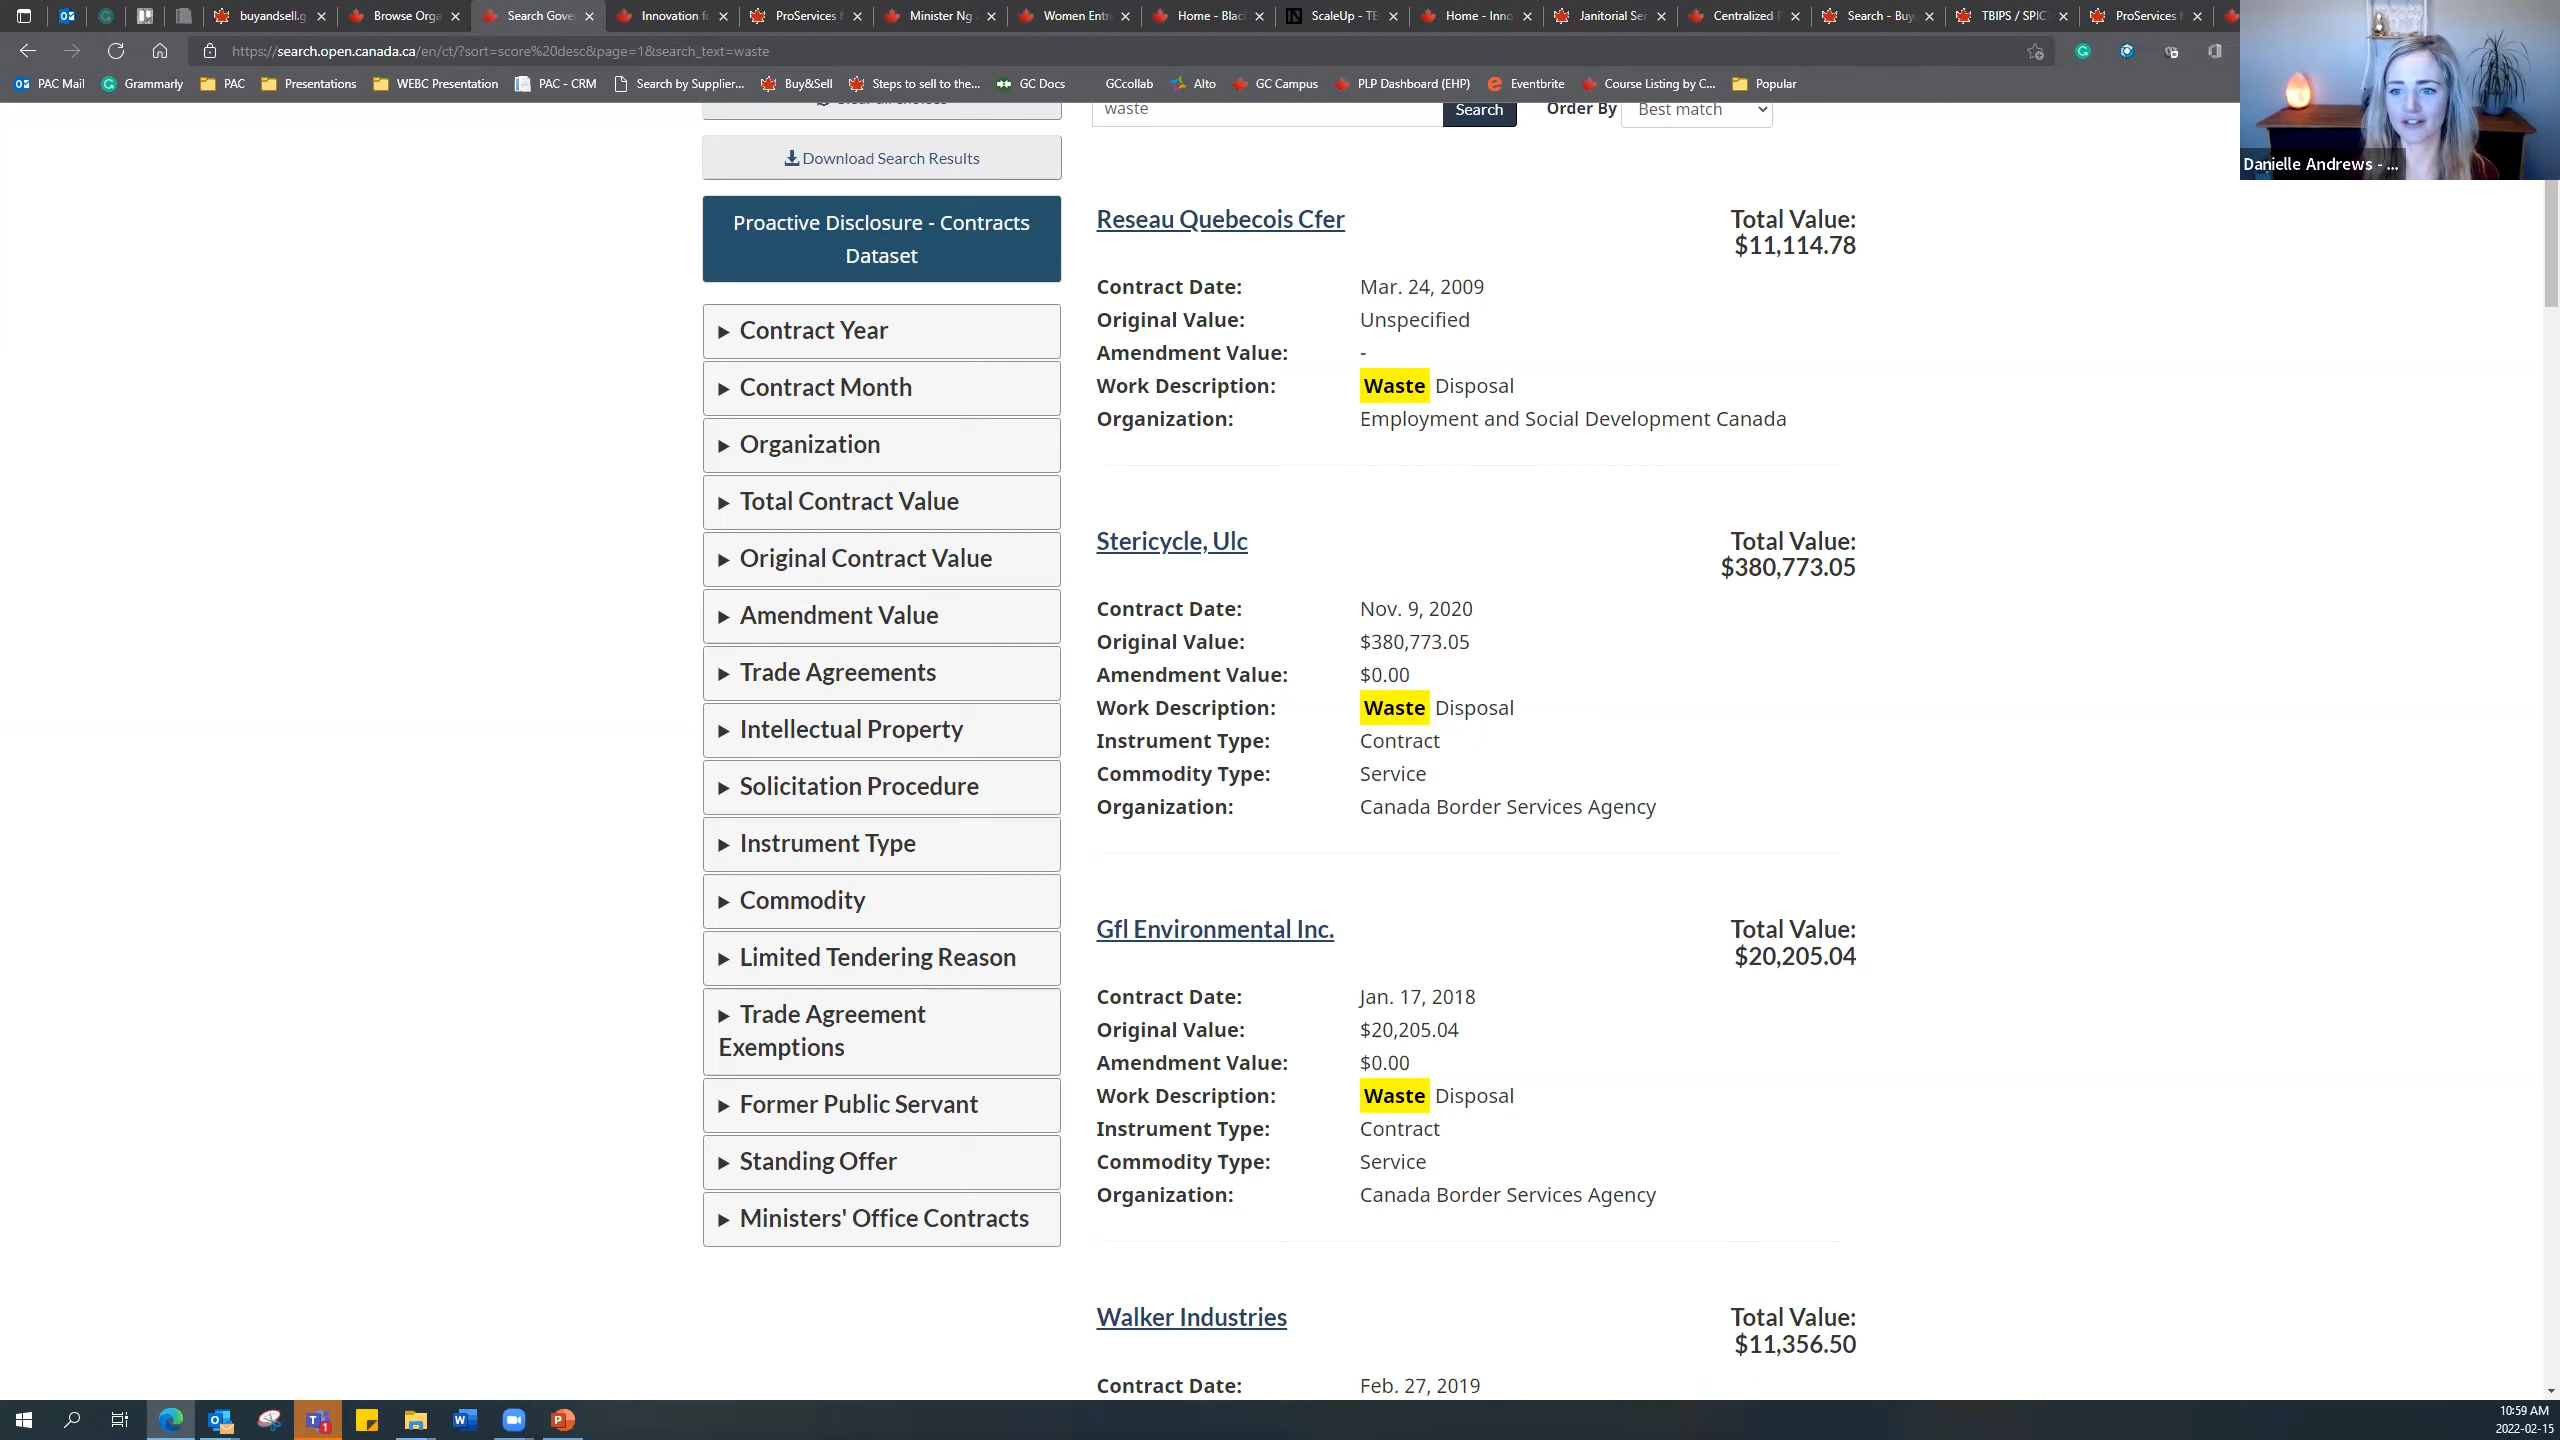 buyandsell.g
Browse Orga
Search Gove
Innovation fo
ProServices M
Minister Ng
Women Entr
Home - Blac
ScaleUp - TE
Home - Inno
Janitorial Ser
Centralized
Search - Buy
TBIPS / SPIC
ProServices M
https://search.open.canada.ca/en/ct/?sort=score%20desc&page=1&search_text=waste
PAC Mail
Grammarly
PAC
Presentations
WEBC Presentation
PAC - CRM
Search by Supplier...
Buy&Sell
Steps to sell to the...
GC Docs
GCcollab
Alto
GC Campus
PLP Dashboard (EHP)
Eventbrite
Course Listing by C...
Popular
Danielle Andrews - ...
waste
Search
Order By
Best match
Download Search Results
Proactive Disclosure - Contracts
Dataset
Contract Year
Contract Month
Organization
Total Contract Value
Original Contract Value
Amendment Value
Trade Agreements
Intellectual Property
Solicitation Procedure
Instrument Type
Commodity
Limited Tendering Reason
Trade Agreement
Exemptions
Former Public Servant
Standing Offer
Ministers' Office Contracts
Reseau Quebecois Cfer
Total Value:
$11,114.78
Contract Date: Mar. 24, 2009
Original Value: Unspecified
Amendment Value: -
Work Description: Waste Disposal
Organization: Employment and Social Development Canada
Stericycle, Ulc
Total Value:
$380,773.05
Contract Date: Nov. 9, 2020
Original Value: $380,773.05
Amendment Value: $0.00
Work Description: Waste Disposal
Instrument Type: Contract
Commodity Type: Service
Organization: Canada Border Services Agency
Gfl Environmental Inc.
Total Value:
$20,205.04
Contract Date: Jan. 17, 2018
Original Value: $20,205.04
Amendment Value: $0.00
Work Description: Waste Disposal
Instrument Type: Contract
Commodity Type: Service
Organization: Canada Border Services Agency
Walker Industries
Total Value:
$11,356.50
Contract Date: Feb. 27, 2019
10:59 AM
2022-02-15